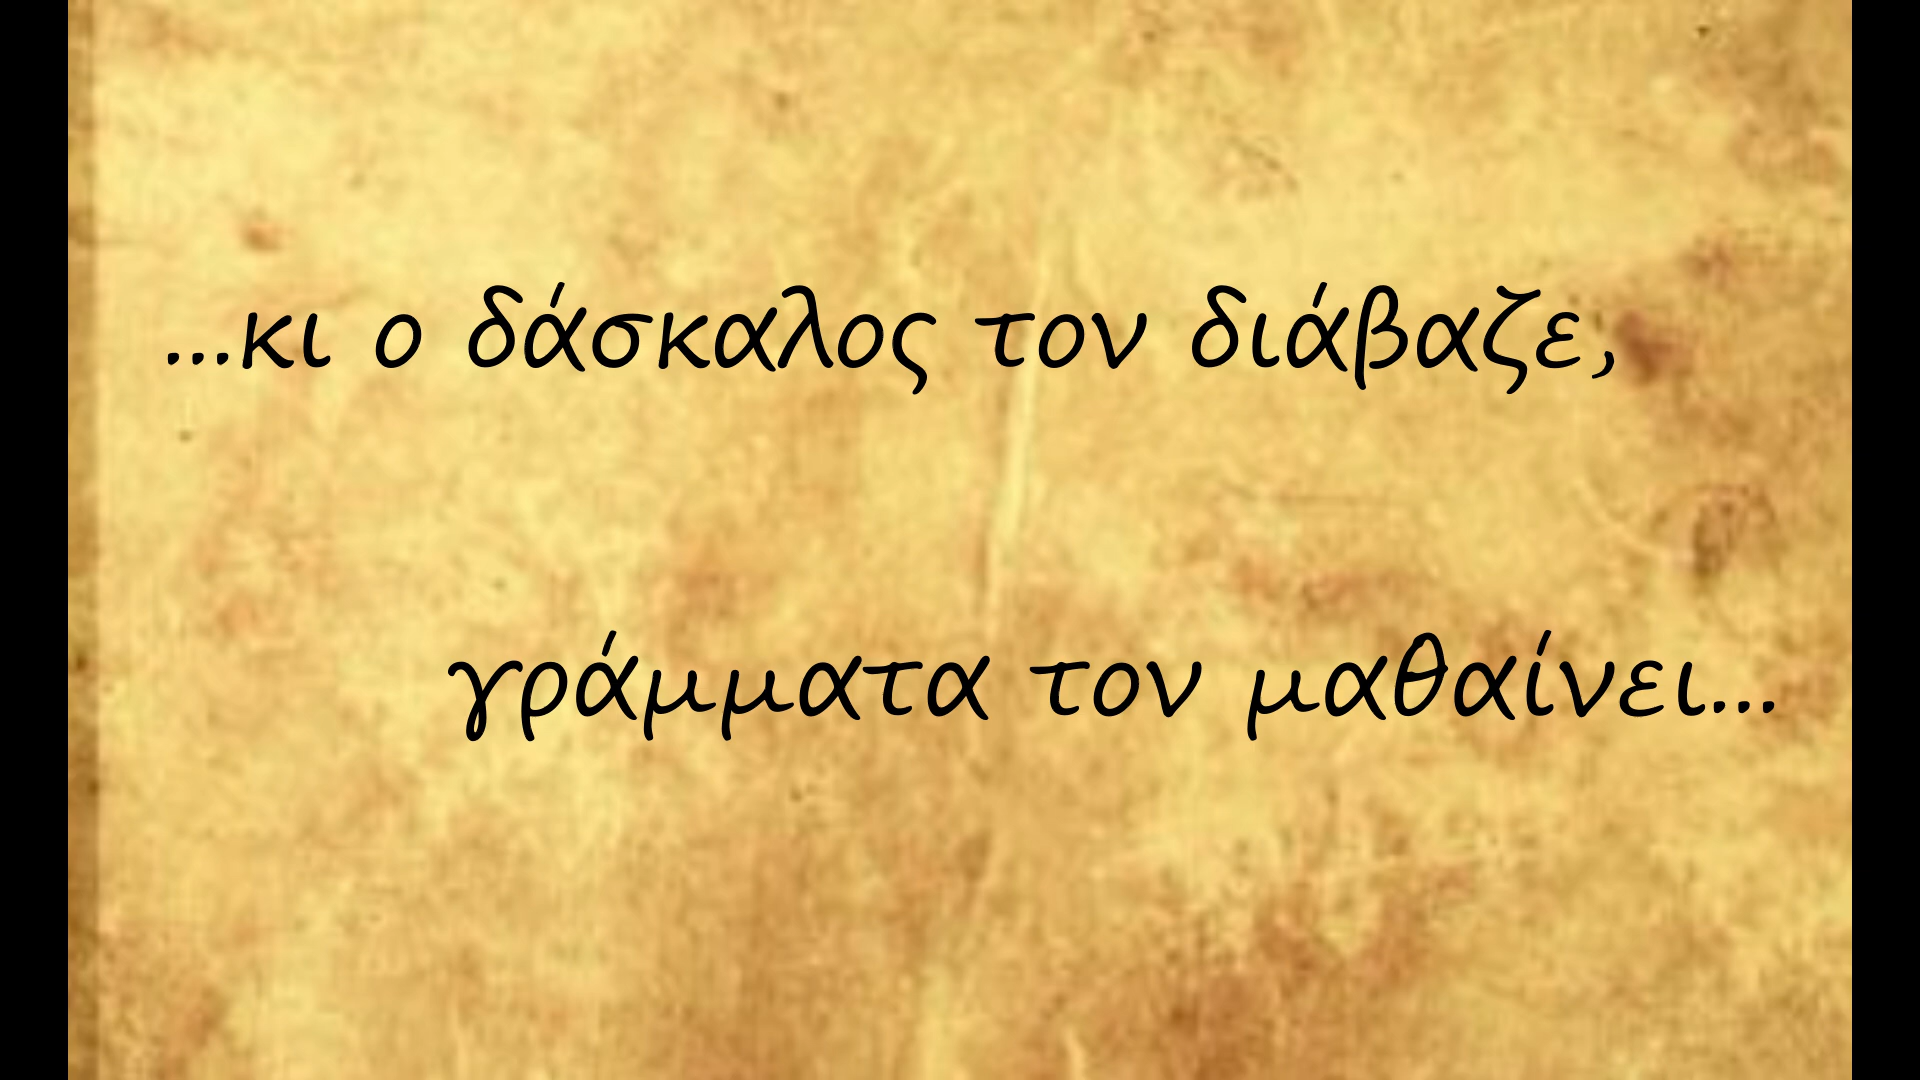 ...κι ο δάσκαλος τον διάβαζε,
γράμματα τον μαθαίνει...